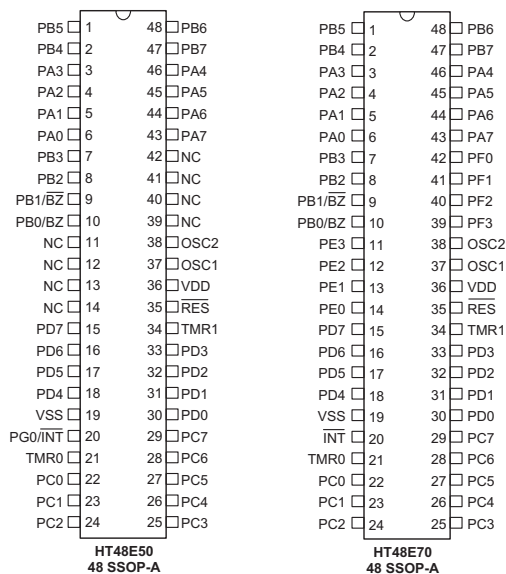 PB5 1 48 PB6 PB5 1 48 PB6
PB4 2 47 PB7 PB4 2 47 PB7
PA3 3 46 PA4 PA3 3 46 PA4
PA2 4 45 PA5 PA2 4 45 PA5
PA1 5 44 PA6 PA1 5 44 PA6
PA0 6 43 PA7 PA0 6 43 PA7
PB3 7 42 NC PB3 7 42 PF0
PB2 8 41 NC PB2 8 41 PF1
PB1/B̅Z̅ 9 40 NC PB1/B̅Z̅ 9 40 PF2
PB0/BZ 10 39 NC PB0/BZ 10 39 PF3
NC 11 38 OSC2 PE3 11 38 OSC2
NC 12 37 OSC1 PE2 12 37 OSC1
NC 13 36 VDD PE1 13 36 VDD
NC 14 35 R̅E̅S̅ PE0 14 35 R̅E̅S̅
PD7 15 34 TMR1 PD7 15 34 TMR1
PD6 16 33 PD3 PD6 16 33 PD3
PD5 17 32 PD2 PD5 17 32 PD2
PD4 18 31 PD1 PD4 18 31 PD1
VSS 19 30 PD0 VSS 19 30 PD0
PG0/I̅N̅T̅ 20 29 PC7 I̅N̅T̅ 20 29 PC7
TMR0 21 28 PC6 TMR0 21 28 PC6
PC0 22 27 PC5 PC0 22 27 PC5
PC1 23 26 PC4 PC1 23 26 PC4
PC2 24 25 PC3 PC2 24 25 PC3
HT48E50 HT48E70
48 SSOP-A 48 SSOP-A